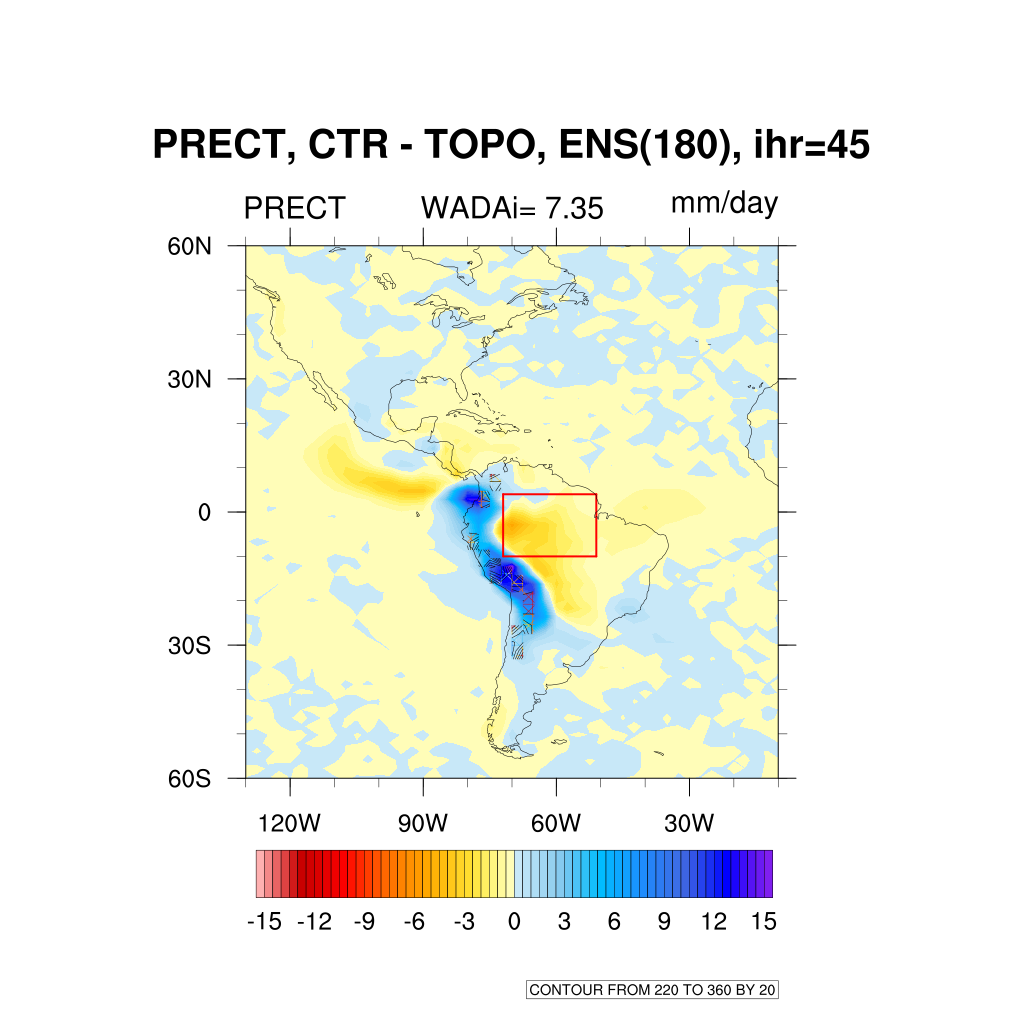 PRECT, CTR - TOPO, ENS(180), ihr=45
PRECT WADAi= 7.35 mm/day
60N
30N
0
30S
60S
120W 90W 60W 30W
-15 -12 -9 -6 -3 0 3 6 9 12 15
CONTOUR FROM 220 TO 360 BY 20